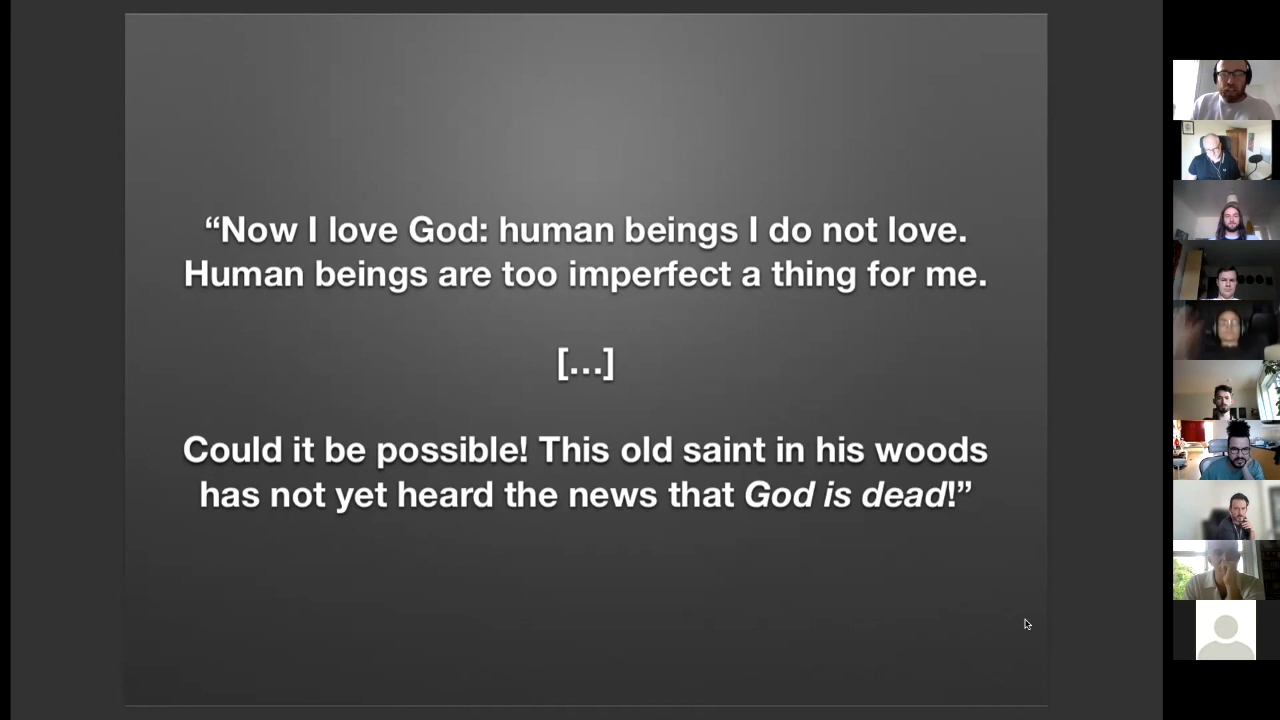 “Now I love God: human beings I do not love.
Human beings are too imperfect a thing for me.
[…]
Could it be possible! This old saint in his woods
has not yet heard the news that God is dead!”